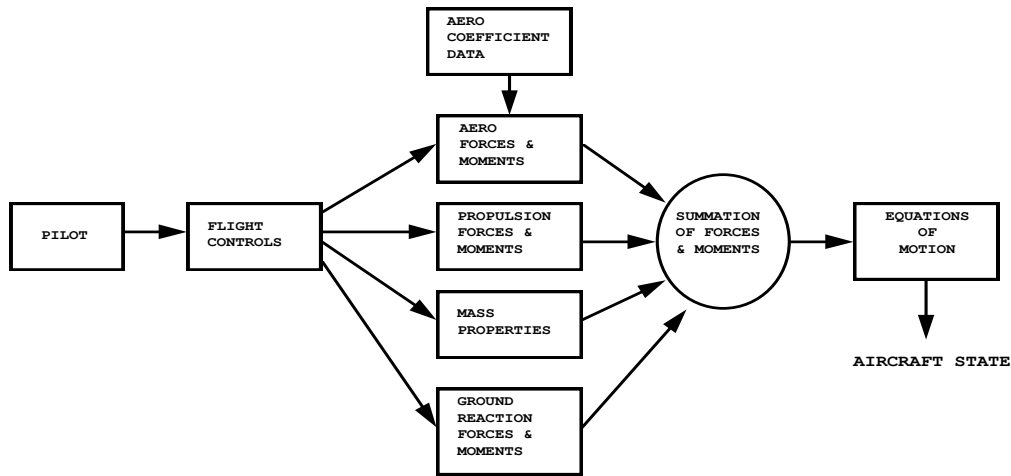 AERO
COEFFICIENT
DATA
AERO
FORCES &
MOMENTS
PILOT
FLIGHT
CONTROLS
PROPULSION
FORCES &
MOMENTS
SUMMATION
OF FORCES
& MOMENTS
EQUATIONS
OF
MOTION
MASS
PROPERTIES
AIRCRAFT STATE
GROUND
REACTION
FORCES &
MOMENTS